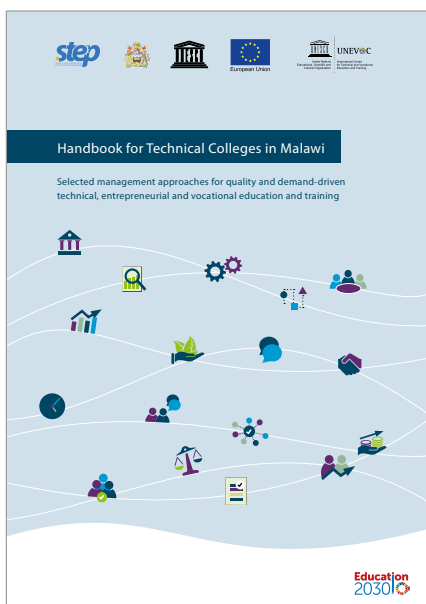 step
European Union
UNESCO
United Nations
Educational, Scientific and
Cultural Organization
UNEVOC
International Centre
for Technical and Vocational
Education and Training
Handbook for Technical Colleges in Malawi
Selected management approaches for quality and demand-driven
technical, entrepreneurial and vocational education and training
Education
2030